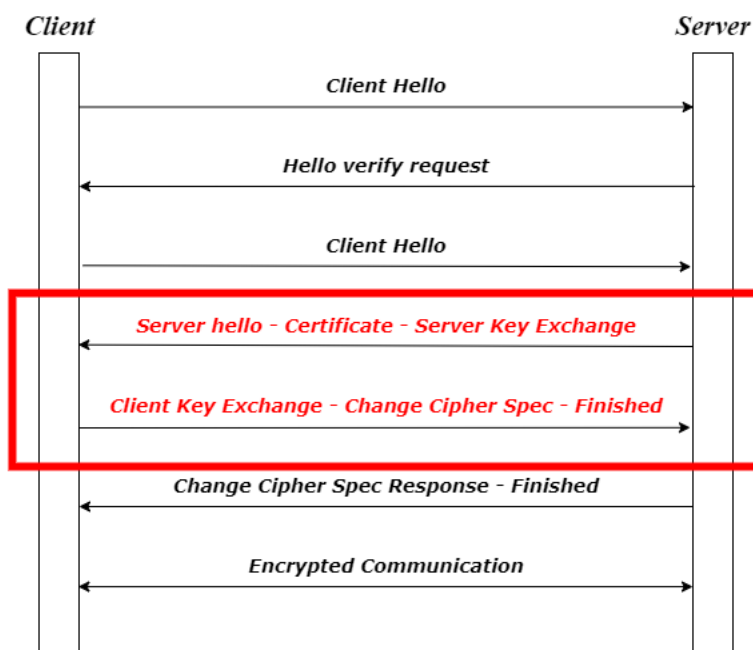 Client
Server
Client Hello
Hello verify request
Client Hello
Server hello - Certificate - Server Key Exchange
Client Key Exchange - Change Cipher Spec - Finished
Change Cipher Spec Response - Finished
Encrypted Communication